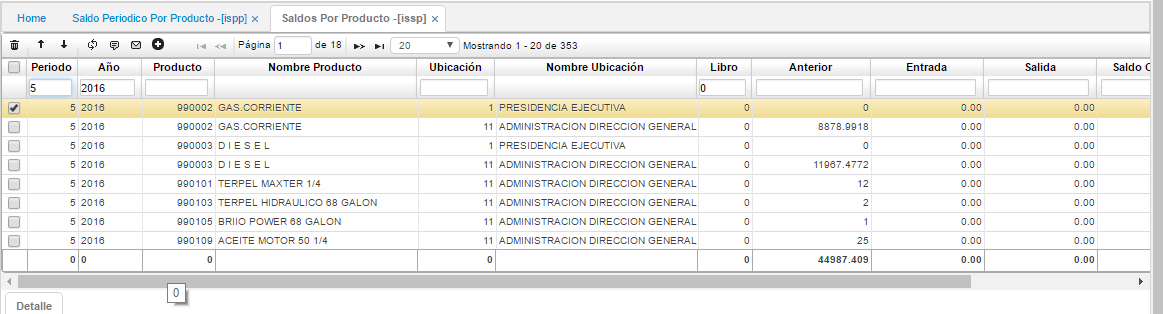 Home Saldo Periodico Por Producto -[ispp] × Saldos Por Producto -[issp] ×
Página 1 de 18 20 Mostrando 1 - 20 de 353
Periodo Año Producto Nombre Producto Ubicación Nombre Ubicación Libro Anterior Entrada Salida Saldo C
5 2016 0
5 2016 990002 GAS.CORRIENTE 1 PRESIDENCIA EJECUTIVA 0 0 0.00 0.00
5 2016 990002 GAS.CORRIENTE 11 ADMINISTRACION DIRECCION GENERAL 0 8878.9918 0.00 0.00
5 2016 990003 D I E S E L 1 PRESIDENCIA EJECUTIVA 0 0 0.00 0.00
5 2016 990003 D I E S E L 11 ADMINISTRACION DIRECCION GENERAL 0 11967.4772 0.00 0.00
5 2016 990101 TERPEL MAXTER 1/4 11 ADMINISTRACION DIRECCION GENERAL 0 12 0.00 0.00
5 2016 990103 TERPEL HIDRAULICO 68 GALON 11 ADMINISTRACION DIRECCION GENERAL 0 2 0.00 0.00
5 2016 990105 BRIIO POWER 68 GALON 11 ADMINISTRACION DIRECCION GENERAL 0 1 0.00 0.00
5 2016 990109 ACEITE MOTOR 50 1/4 11 ADMINISTRACION DIRECCION GENERAL 0 25 0.00 0.00
0 0 0 0 0 44987.409 0.00 0.00
0
Detalle